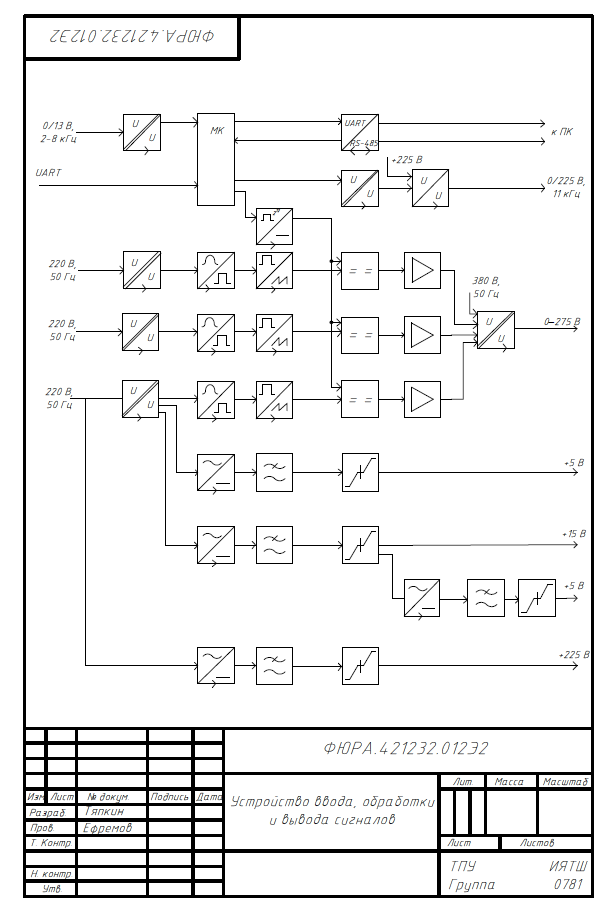 ФЮРА.421232.01Э2
0/13 В,
2-8 кГц
U
U
МК
UART
RS-485
к ПК
+225 В
UART
U
U
U
U
0/225 В,
11 кГц
220 В,
50 Гц
U
U
= =
380 В,
50 Гц
220 В,
50 Гц
U
U
= =
U
U
0-275 В
220 В,
50 Гц
U
U
= =
+5 В
+15 В
+5 В
+225 В
ФЮРА.421232.01Э2
Лит Масса Масштаб
Изм Лист № докум. Подпись Дата
Устройство ввода, обработки
и вывода сигналов
Разраб Тяпкин
Пров Ефремов
Т. Контр
Лист Листов
Н. контр
Утв
ТПУ ИЯТШ
Группа 0781